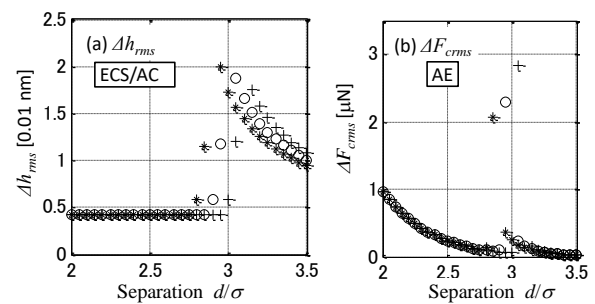 (a) Δh_rms
ECS/AC
Δh_rms [0.01 nm]
2.5
2
1.5
1
0.5
0
2 2.5 3 3.5
Separation d/σ
(b) ΔF_crms
AE
ΔF_crms [μN]
3
2
1
0
2 2.5 3 3.5
Separation d/σ